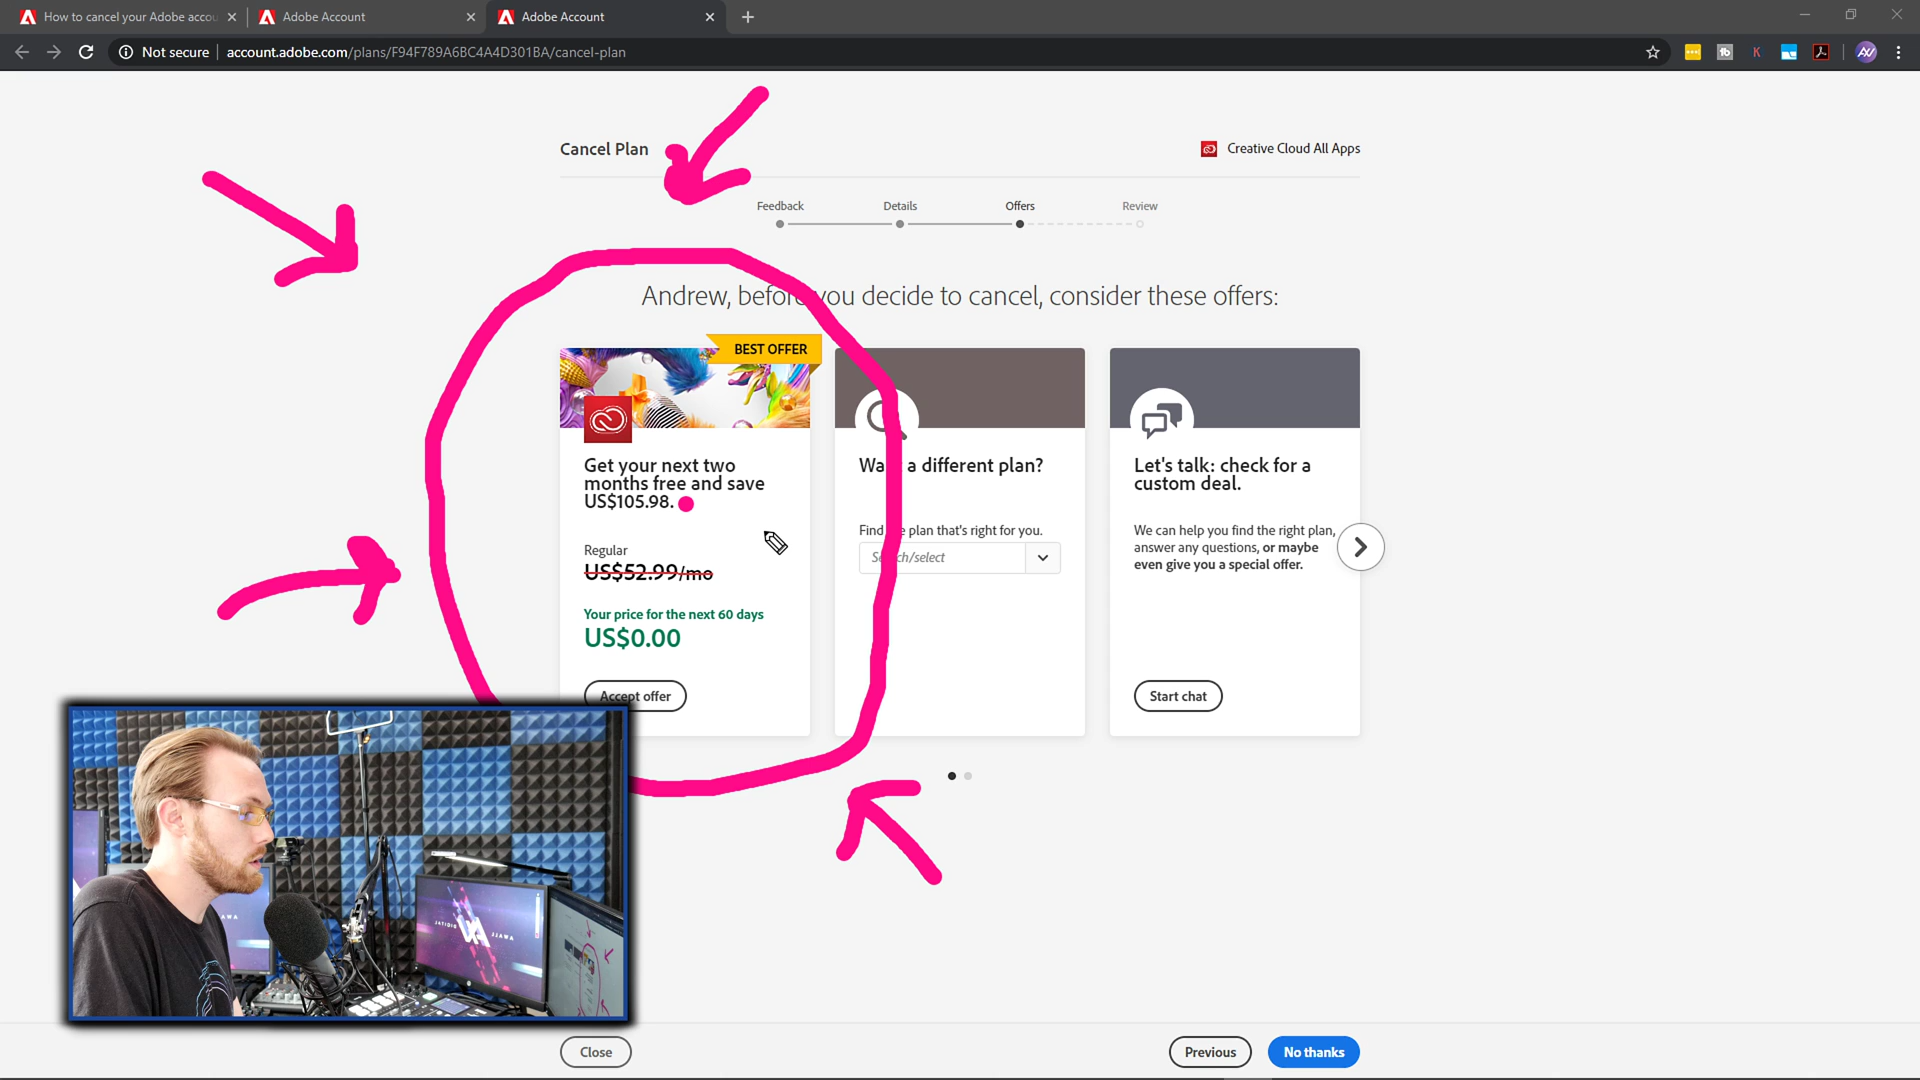 How to cancel your Adobe accou
Adobe Account
Adobe Account
Not secure
account.adobe.com/plans/F94F789A6BC4A4D301BA/cancel-plan
Cancel Plan
Creative Cloud All Apps
Feedback
Details
Offers
Review
Andrew, before you decide to cancel, consider these offers:
BEST OFFER
Get your next two
months free and save
US$105.98.
Regular
US$52.99/mo
Your price for the next 60 days
US$0.00
Accept offer
Want a different plan?
Find the plan that's right for you.
Search/select
Let's talk: check for a
custom deal.
We can help you find the right plan,
answer any questions, or maybe
even give you a special offer.
Start chat
Close
Previous
No thanks